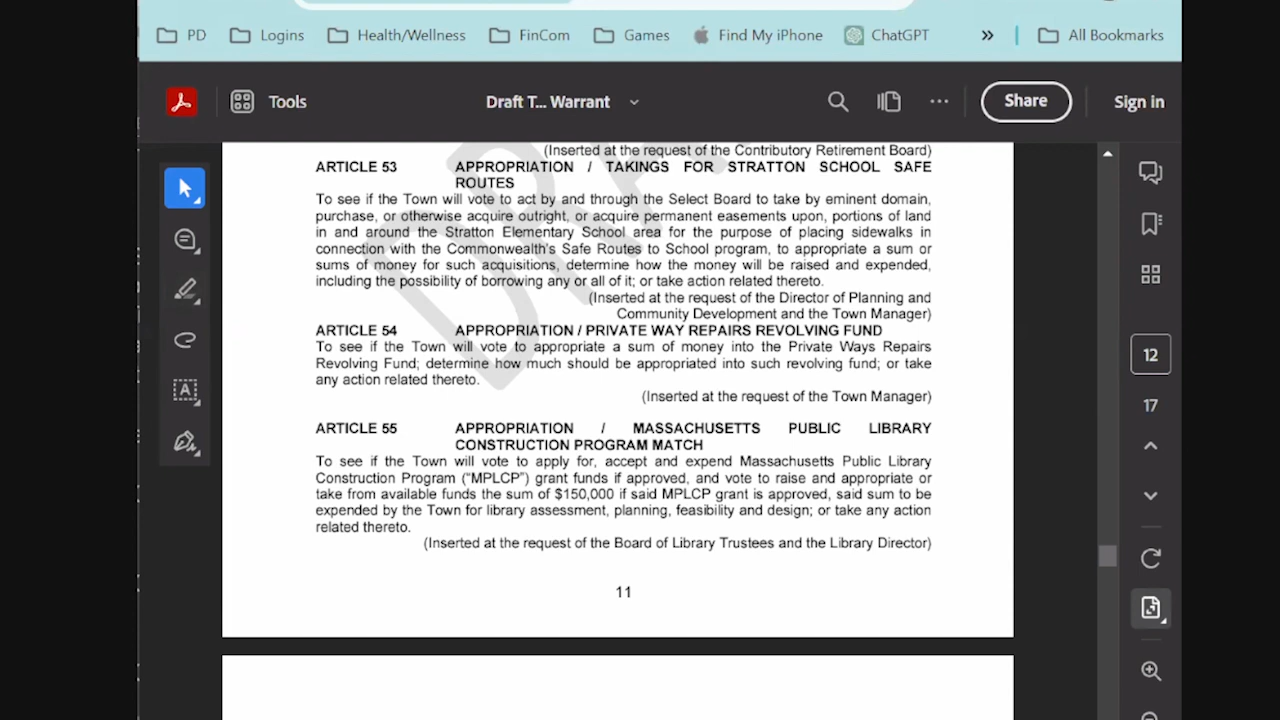 PD Logins Health/Wellness FinCom Games Find My iPhone ChatGPT » All Bookmarks
Tools Draft T... Warrant Share Sign in
(Inserted at the request of the Contributory Retirement Board)
ARTICLE 53 APPROPRIATION / TAKINGS FOR STRATTON SCHOOL SAFE
ROUTES
To see if the Town will vote to act by and through the Select Board to take by eminent domain,
purchase, or otherwise acquire outright, or acquire permanent easements upon, portions of land
in and around the Stratton Elementary School area for the purpose of placing sidewalks in
connection with the Commonwealth's Safe Routes to School program, to appropriate a sum or
sums of money for such acquisitions, determine how the money will be raised and expended,
including the possibility of borrowing any or all of it; or take action related thereto.
(Inserted at the request of the Director of Planning and
Community Development and the Town Manager)
ARTICLE 54 APPROPRIATION / PRIVATE WAY REPAIRS REVOLVING FUND
To see if the Town will vote to appropriate a sum of money into the Private Ways Repairs
Revolving Fund; determine how much should be appropriated into such revolving fund; or take
any action related thereto.
(Inserted at the request of the Town Manager)
ARTICLE 55 APPROPRIATION / MASSACHUSETTS PUBLIC LIBRARY
CONSTRUCTION PROGRAM MATCH
To see if the Town will vote to apply for, accept and expend Massachusetts Public Library
Construction Program (“MPLCP”) grant funds if approved, and vote to raise and appropriate or
take from available funds the sum of $150,000 if said MPLCP grant is approved, said sum to be
expended by the Town for library assessment, planning, feasibility and design; or take any action
related thereto.
(Inserted at the request of the Board of Library Trustees and the Library Director)
11
12
17